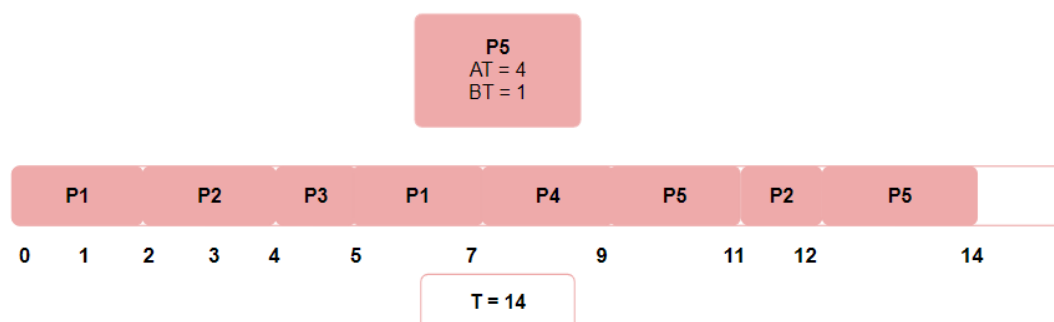 P5
AT = 4
BT = 1
P1 P2 P3 P1 P4 P5 P2 P5
0 1 2 3 4 5 7 9 11 12 14
T = 14